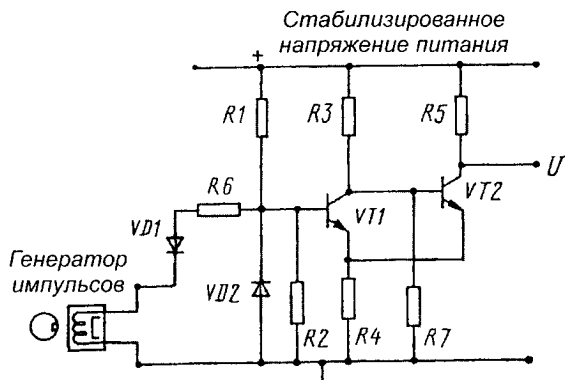 Стабилизированное
напряжение питания
+
R1
R3
R5
U
R6
VT1
VT2
VD1
Генератор
импульсов
VD2
R2
R4
R7